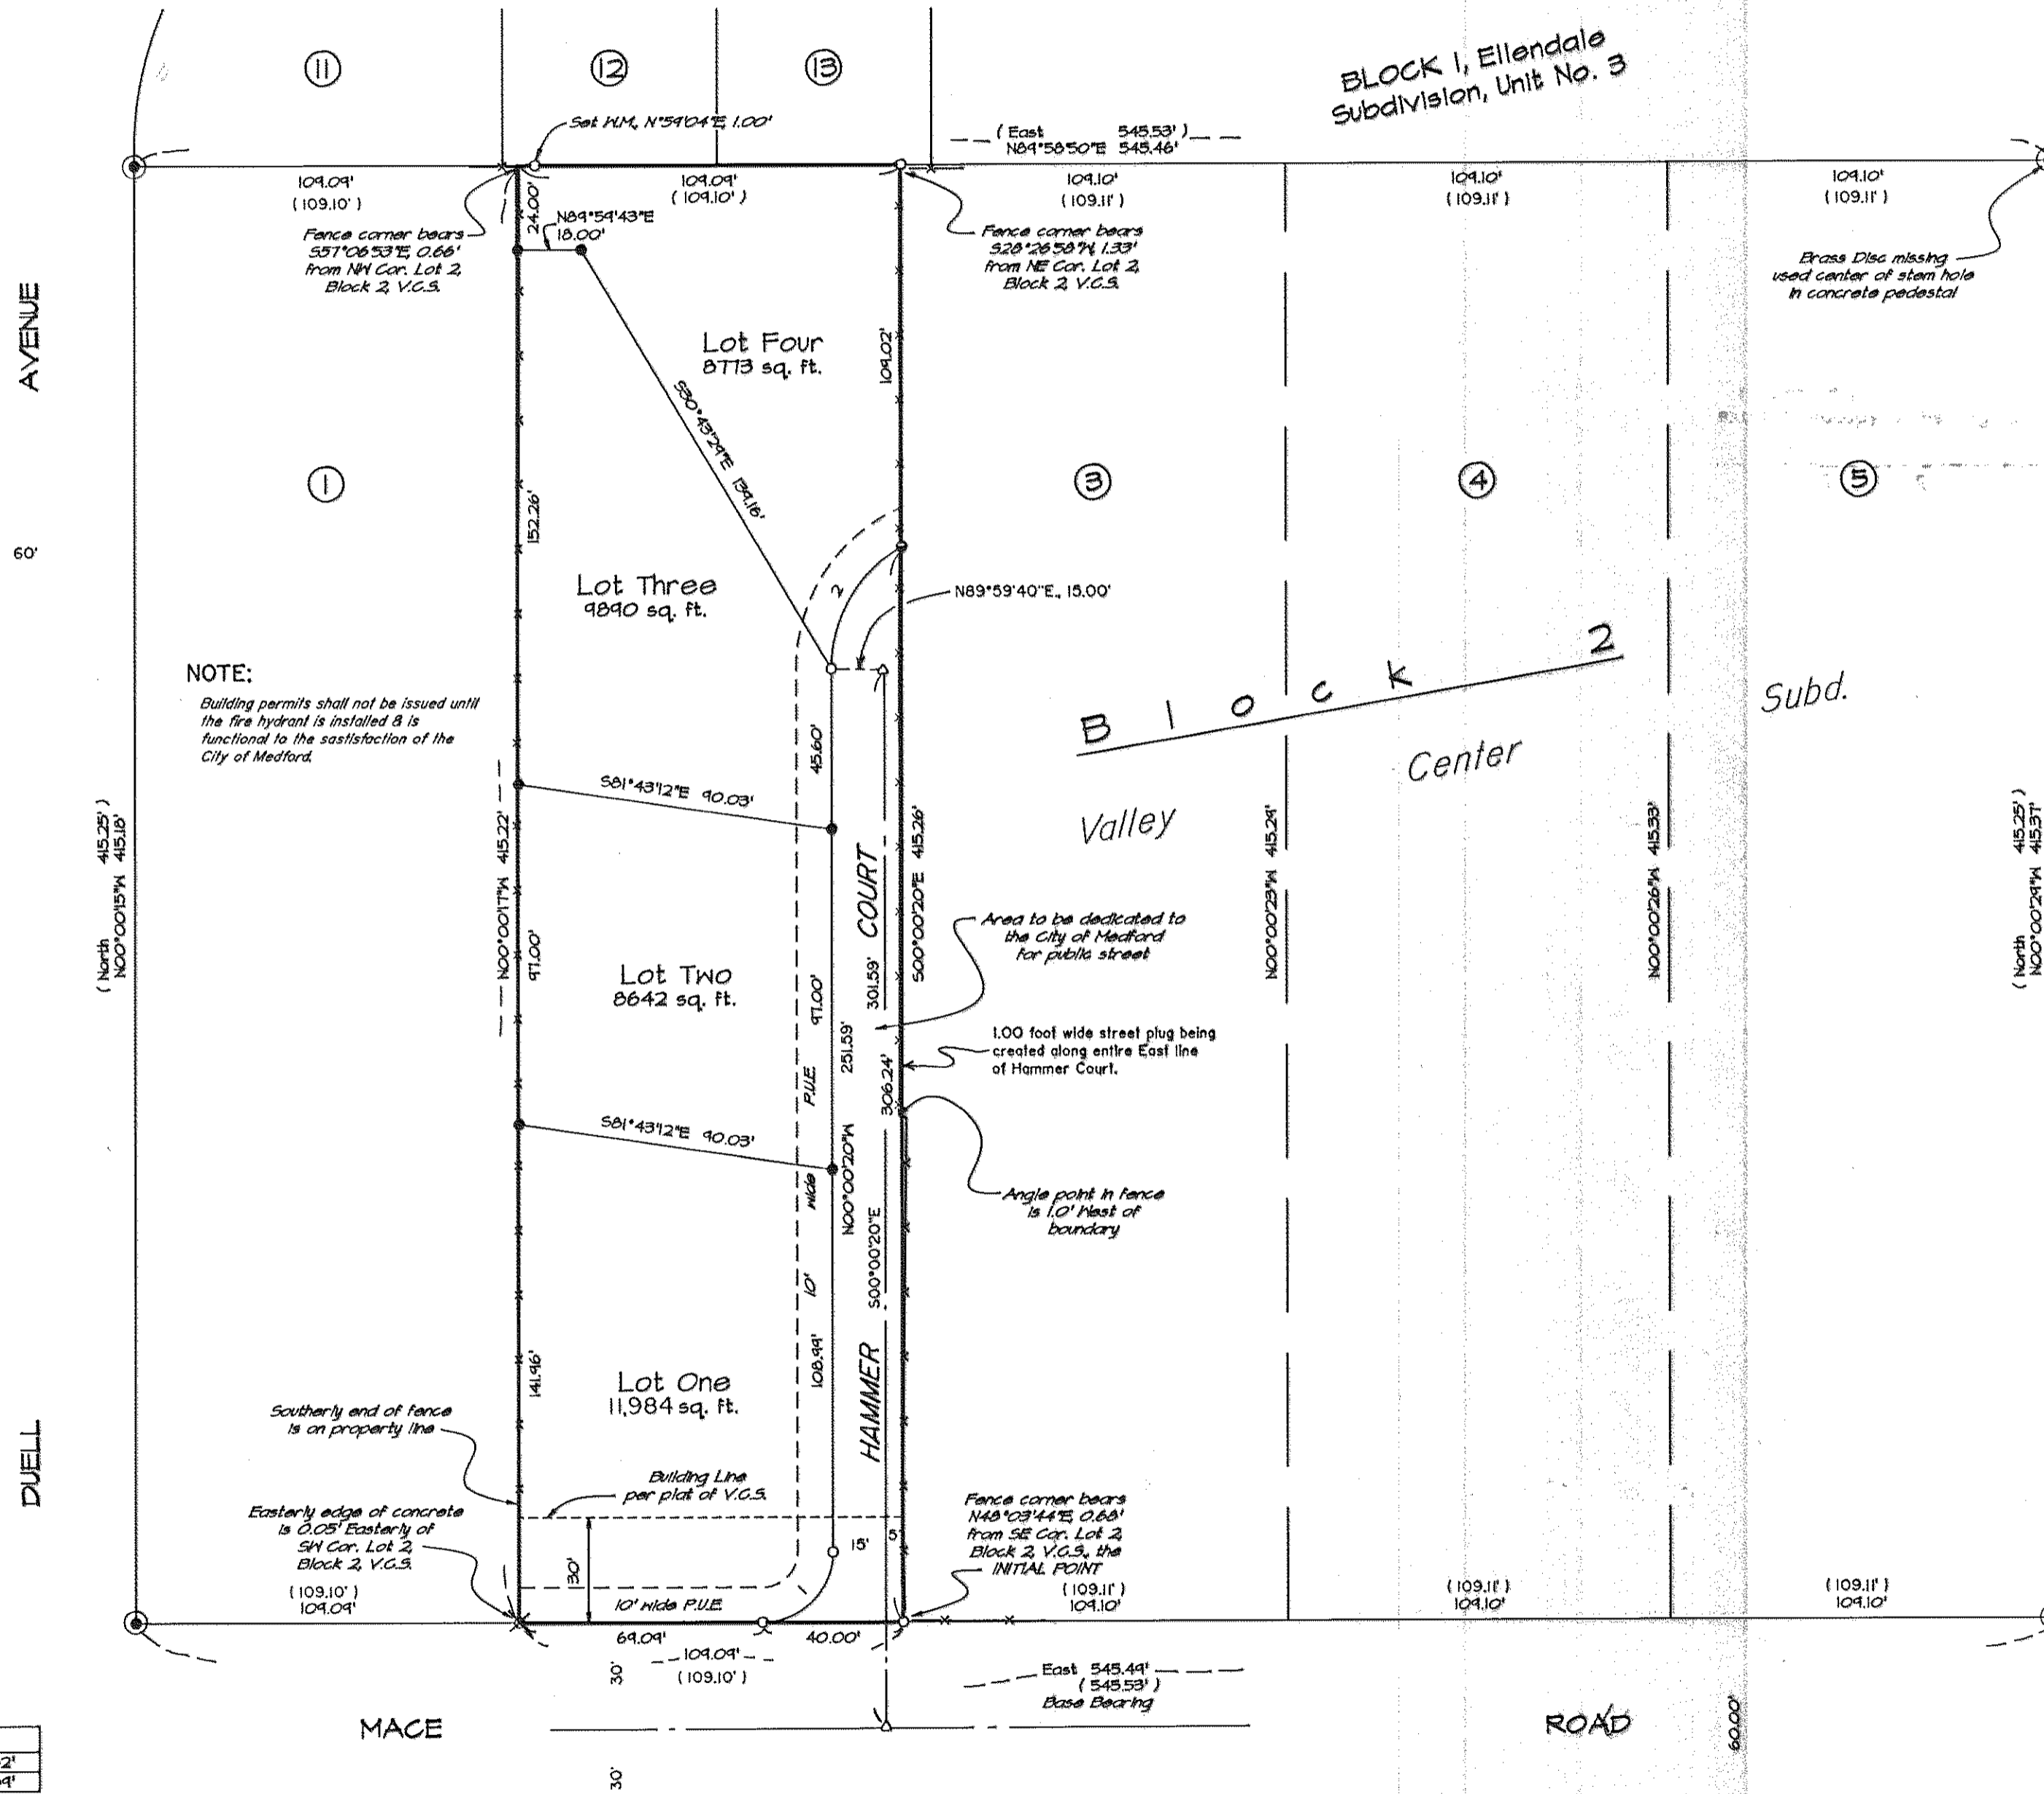 11
12
13
BLOCK 1, Ellendale
Subdivision, Unit No. 3
Set W.M., N°59'04"E, 1.00'
( East 545.53' )
N89°58'50"E 545.46'
109.09'
(109.10' )
109.09'
(109.10' )
109.10'
(109.11' )
109.10'
(109.11' )
109.10'
(109.11' )
24.00'
N89°59'43"E
18.00'
Fence corner bears
S57°06'53"E, 0.66'
from NW Cor. Lot 2,
Block 2, V.C.S.
Fence corner bears
S28°26'58"W, 1.33'
from NE Cor. Lot 2,
Block 2, V.C.S.
Brass Disc missing
used center of stem hole
in concrete pedestal
AVENUE
60'
Lot Four
8773 sq. ft.
109.02'
S30°43'29"E 139.16'
1
3
4
5
152.26'
Lot Three
9890 sq. ft.
2
N89°59'40"E., 15.00'
NOTE:
Building permits shall not be issued until
the fire hydrant is installed & is
functional to the sastisfaction of the
City of Medford.
Block 2
Valley
Center
Subd.
45.60'
S81°43'12"E 90.03'
( North 415.25' )
N00°00'15"W 415.18'
N00°00'17"W 415.22'
97.00'
S00°00'20"E 415.26'
N00°00'23"W 415.29'
N00°00'26"W 415.33'
( North 415.25' )
N00°00'29"W 415.37'
Lot Two
8642 sq. ft.
97.00'
251.59'
301.59'
HAMMER COURT
Area to be dedicated to
the City of Medford
for public street
1.00 foot wide street plug being
created along entire East line
of Hammer Court.
306.24'
10' wide P.U.E.
S81°43'12"E 90.03'
N00°00'20"W
S00°00'20"E
Angle point in fence
is 1.0' West of
boundary
141.96'
Lot One
11,984 sq. ft.
108.99'
Southerly end of fence
is on property line
DUELL
Building Line
per plat of V.C.S.
Easterly edge of concrete
is 0.05' Easterly of
SW Cor. Lot 2,
Block 2, V.C.S.
Fence corner bears
N48°03'44"E, 0.68'
from SE Cor. Lot 2,
Block 2, V.C.S., the
INITIAL POINT
15'
5'
30'
1
10' wide P.U.E.
(109.10' )
109.09'
(109.11' )
109.10'
(109.11' )
109.10'
(109.11' )
109.10'
69.09'
40.00'
109.09'
(109.10' )
30'
East 545.49'
( 545.53' )
Base Bearing
MACE
ROAD
60.00'
30'
2'
9'